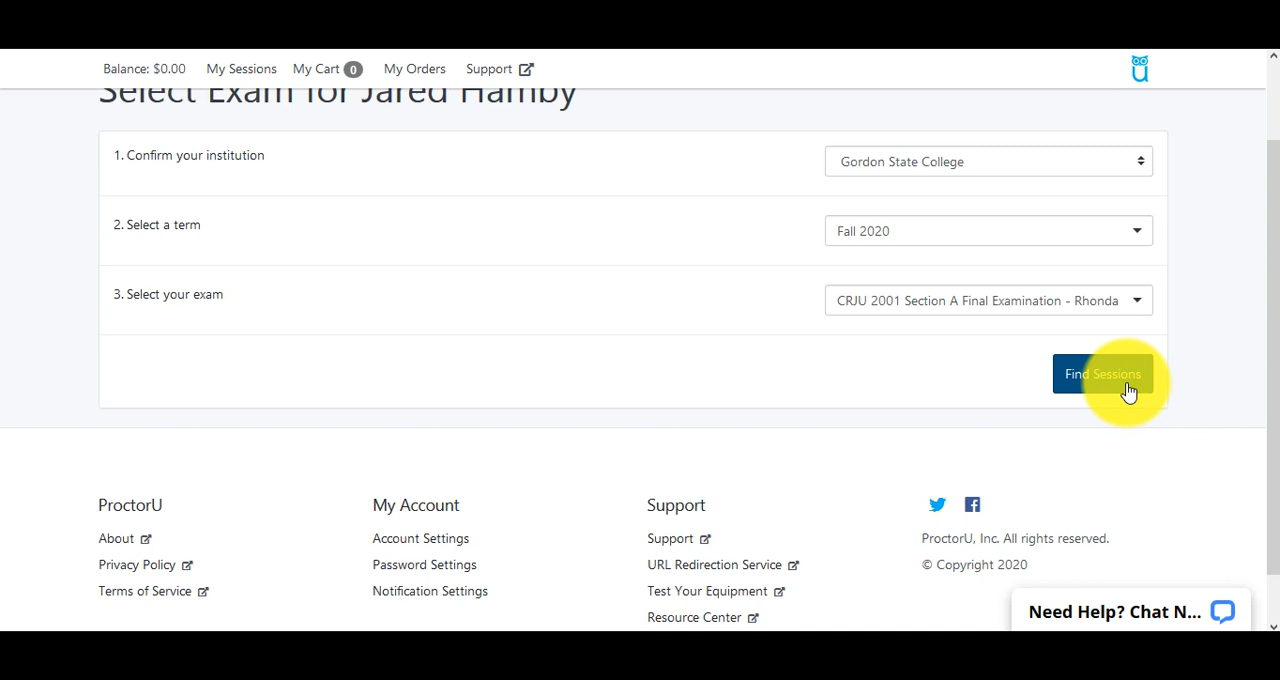 Balance: $0.00 My Sessions My Cart 0 My Orders Support
Select Exam for Jared Hamby
1. Confirm your institution
Gordon State College
2. Select a term
Fall 2020
3. Select your exam
CRJU 2001 Section A Final Examination - Rhonda
Find Sessions
ProctorU
About
Privacy Policy
Terms of Service
My Account
Account Settings
Password Settings
Notification Settings
Support
Support
URL Redirection Service
Test Your Equipment
Resource Center
ProctorU, Inc. All rights reserved.
© Copyright 2020
Need Help? Chat N...